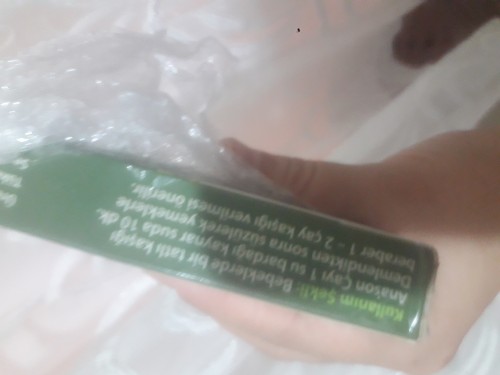 Kullanım Şekli: Bebeklerde bir tatlı kaşığı
Anason Çayı 1 su bardağı kaynar suda 10 dk.
Demlendikten sonra süzülerek yemeklerle
beraber 1 - 2 çay kaşığı verilmesi önerilir.